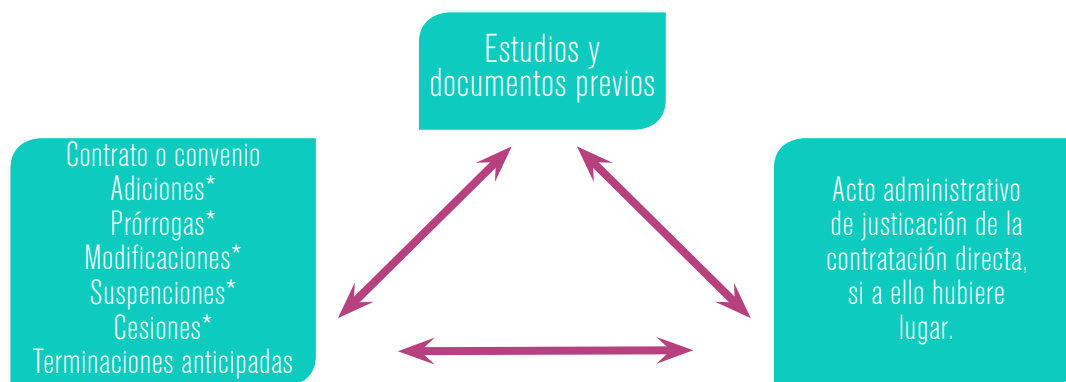 Estudios y
documentos previos
Contrato o convenio
Adiciones*
Prórrogas*
Modificaciones*
Suspenciones*
Cesiones*
Terminaciones anticipadas
Acto administrativo
de justicación de la
contratación directa,
si a ello hubiere
lugar.